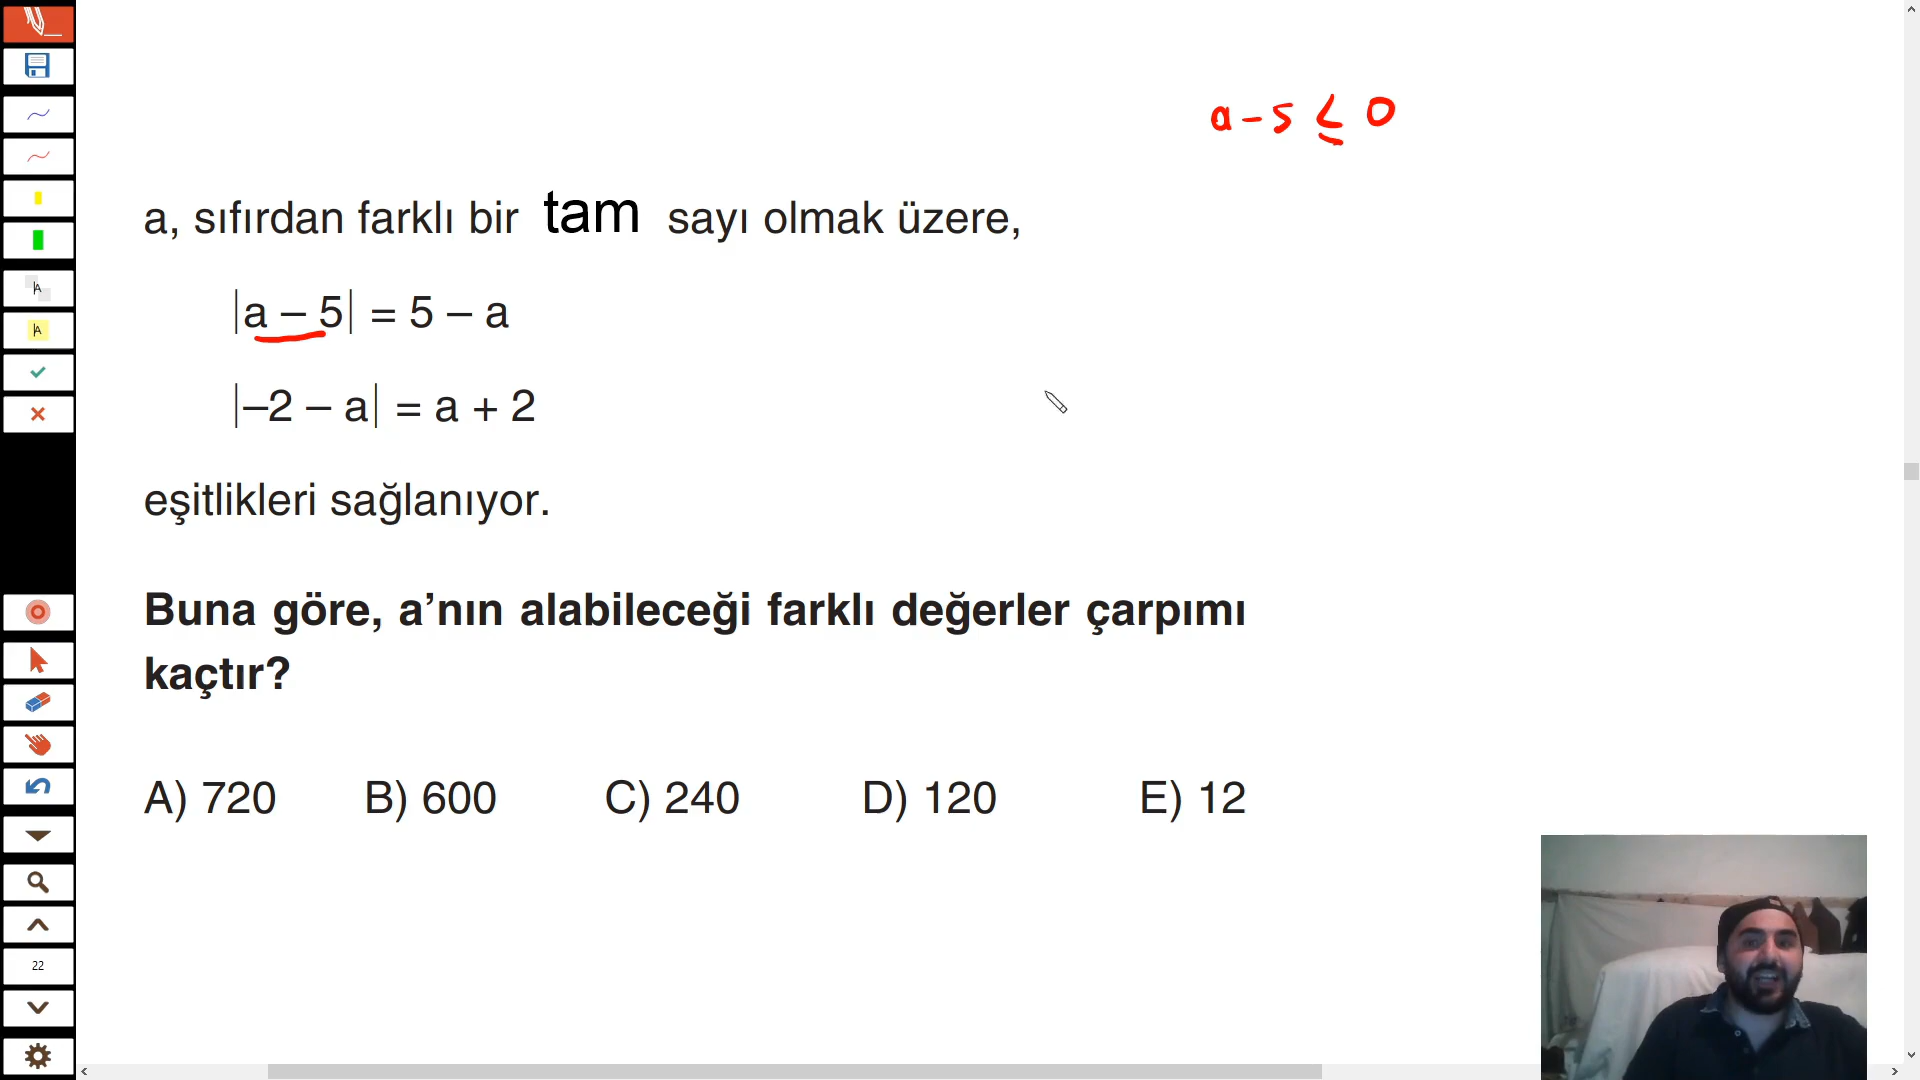 a - 5 ≤ 0
a, sıfırdan farklı bir tam sayı olmak üzere,
|a – 5| = 5 – a
|–2 – a| = a + 2
eşitlikleri sağlanıyor.
Buna göre, a’nın alabileceği farklı değerler çarpımı
kaçtır?
A) 720 B) 600 C) 240 D) 120 E) 12
A
A
22